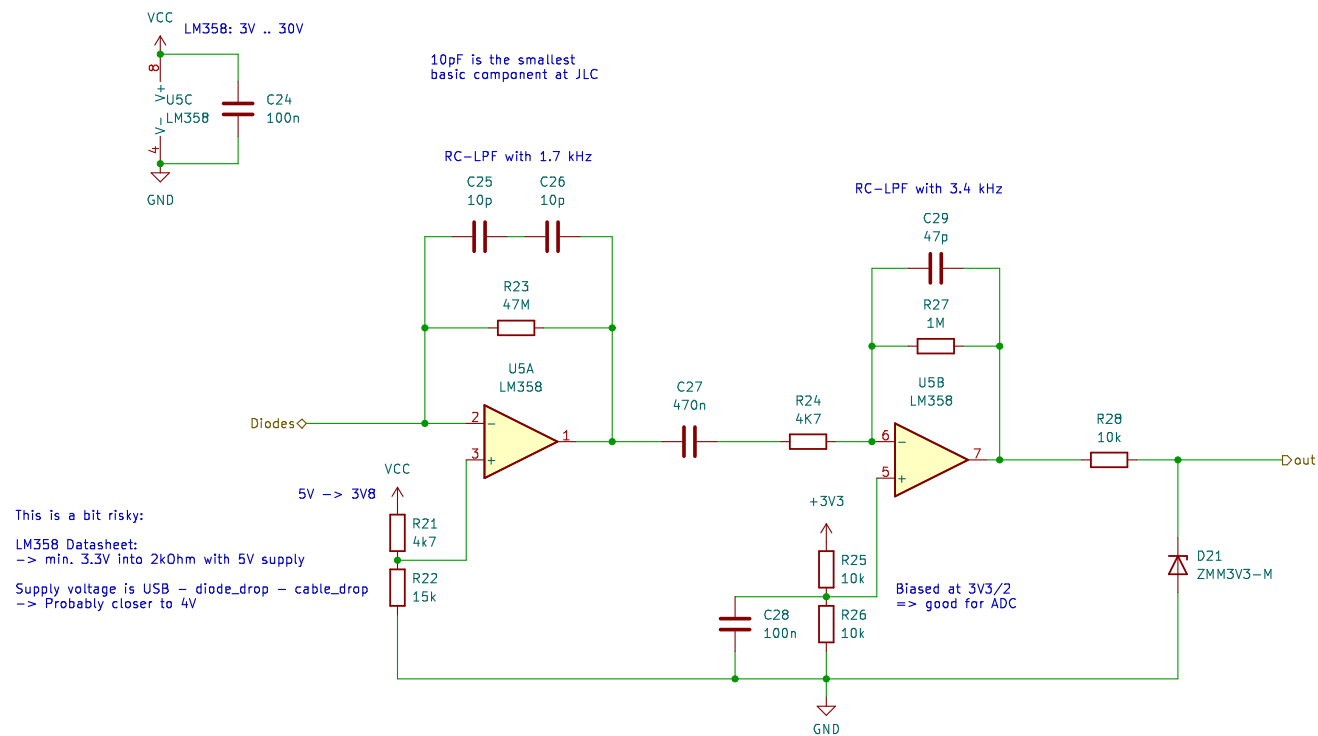 VCC
LM358: 3V .. 30V
8
V+
U5C
LM358
V-
4
C24
100n
GND
10pF is the smallest
basic component at JLC
RC-LPF with 1.7 kHz
C25
10p
C26
10p
R23
47M
U5A
LM358
Diodes
2
-
3
+
1
VCC
5V -> 3V8
R21
4k7
R22
15k
This is a bit risky:
LM358 Datasheet:
-> min. 3.3V into 2kOhm with 5V supply
Supply voltage is USB - diode_drop - cable_drop
-> Probably closer to 4V
C27
470n
R24
4K7
RC-LPF with 3.4 kHz
C29
47p
R27
1M
U5B
LM358
6
-
5
+
7
+3V3
R25
10k
R26
10k
C28
100n
Biased at 3V3/2
=> good for ADC
GND
R28
10k
out
D21
ZMM3V3-M